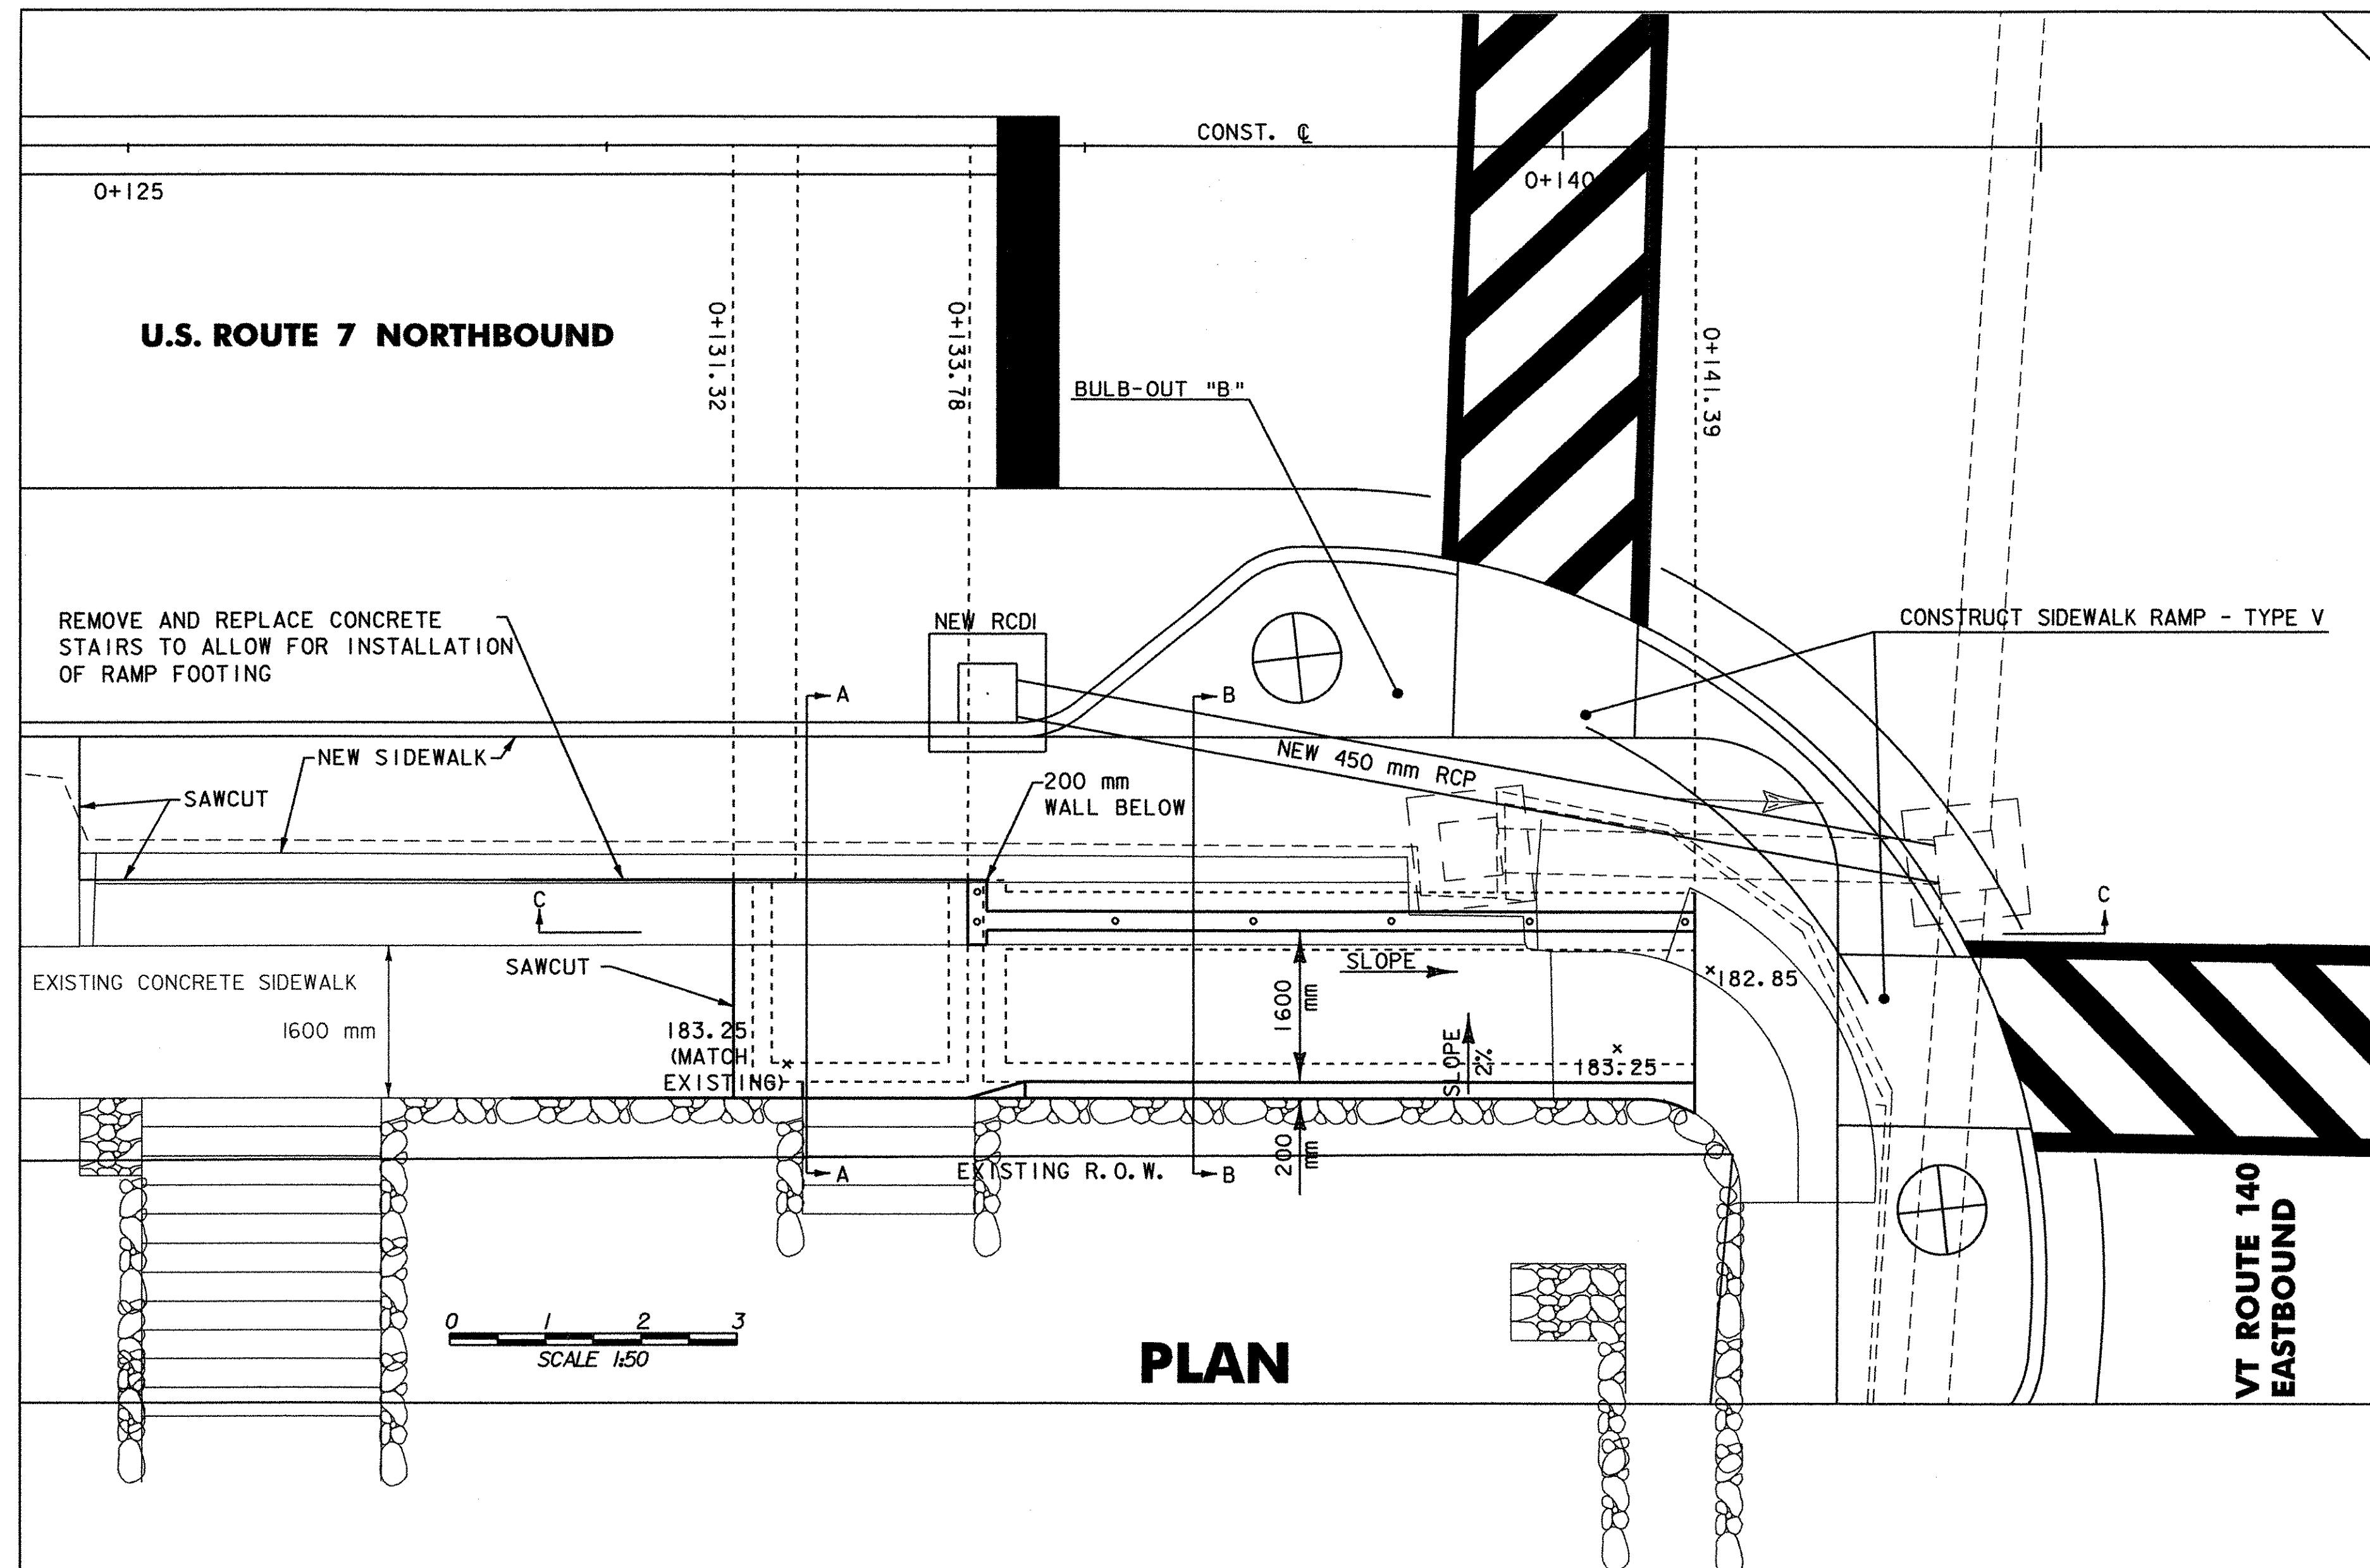 CONST. ℄
0+125
0+140
U.S. ROUTE 7 NORTHBOUND
0+131.32
0+133.78
0+141.39
BULB-OUT "B"
REMOVE AND REPLACE CONCRETE
STAIRS TO ALLOW FOR INSTALLATION
OF RAMP FOOTING
NEW RCDI
CONSTRUCT SIDEWALK RAMP - TYPE V
A
B
NEW SIDEWALK
NEW 450 mm RCP
SAWCUT
200 mm
WALL BELOW
C
C
SAWCUT
SLOPE
182.85
EXISTING CONCRETE SIDEWALK
1600 mm
1600
mm
183.25
(MATCH
EXISTING)
SLOPE
2%
183.25
A
EXISTING R.O.W.
B
200
mm
VT ROUTE 140
EASTBOUND
0 1 2 3
SCALE 1:50
PLAN